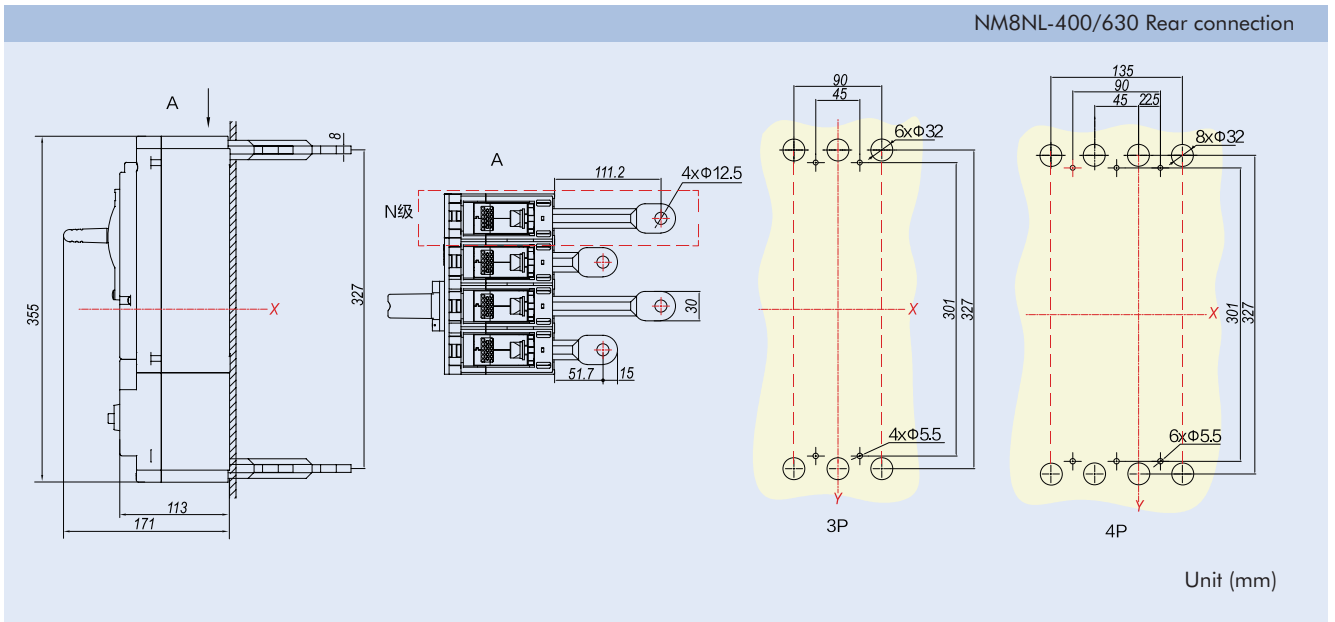 NM8NL-400/630 Rear connection
A
8
355
327
X
113
171
A
111.2
4xΦ12.5
N级
30
51.7
15
90
45
6xΦ32
X
301
327
4xΦ5.5
Y
3P
135
90
45
22.5
8xΦ32
X
301
327
6xΦ5.5
Y
4P
Unit (mm)